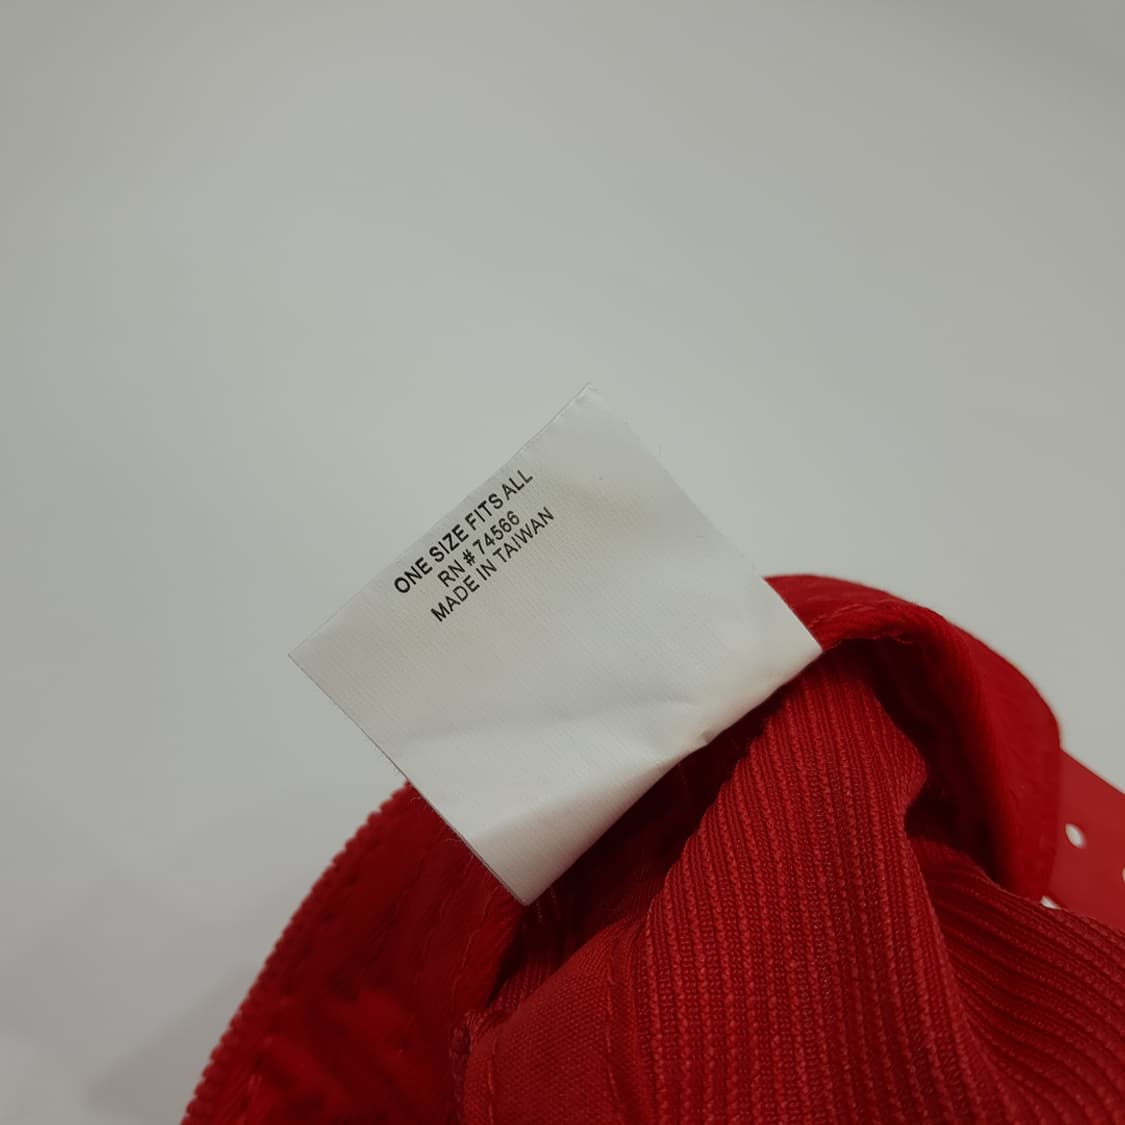 ONE SIZE FITS ALL
RN # 74566
MADE IN TAIWAN